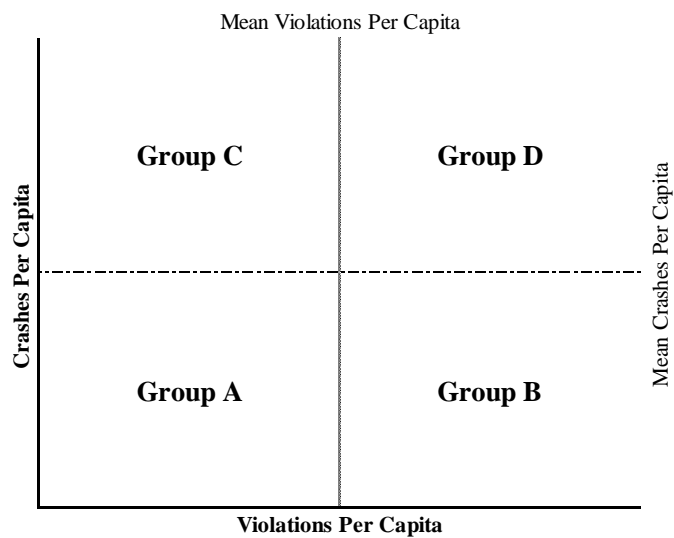 Mean Violations Per Capita
Group C
Group D
Crashes Per Capita
Mean Crashes Per Capita
Group A
Group B
Violations Per Capita